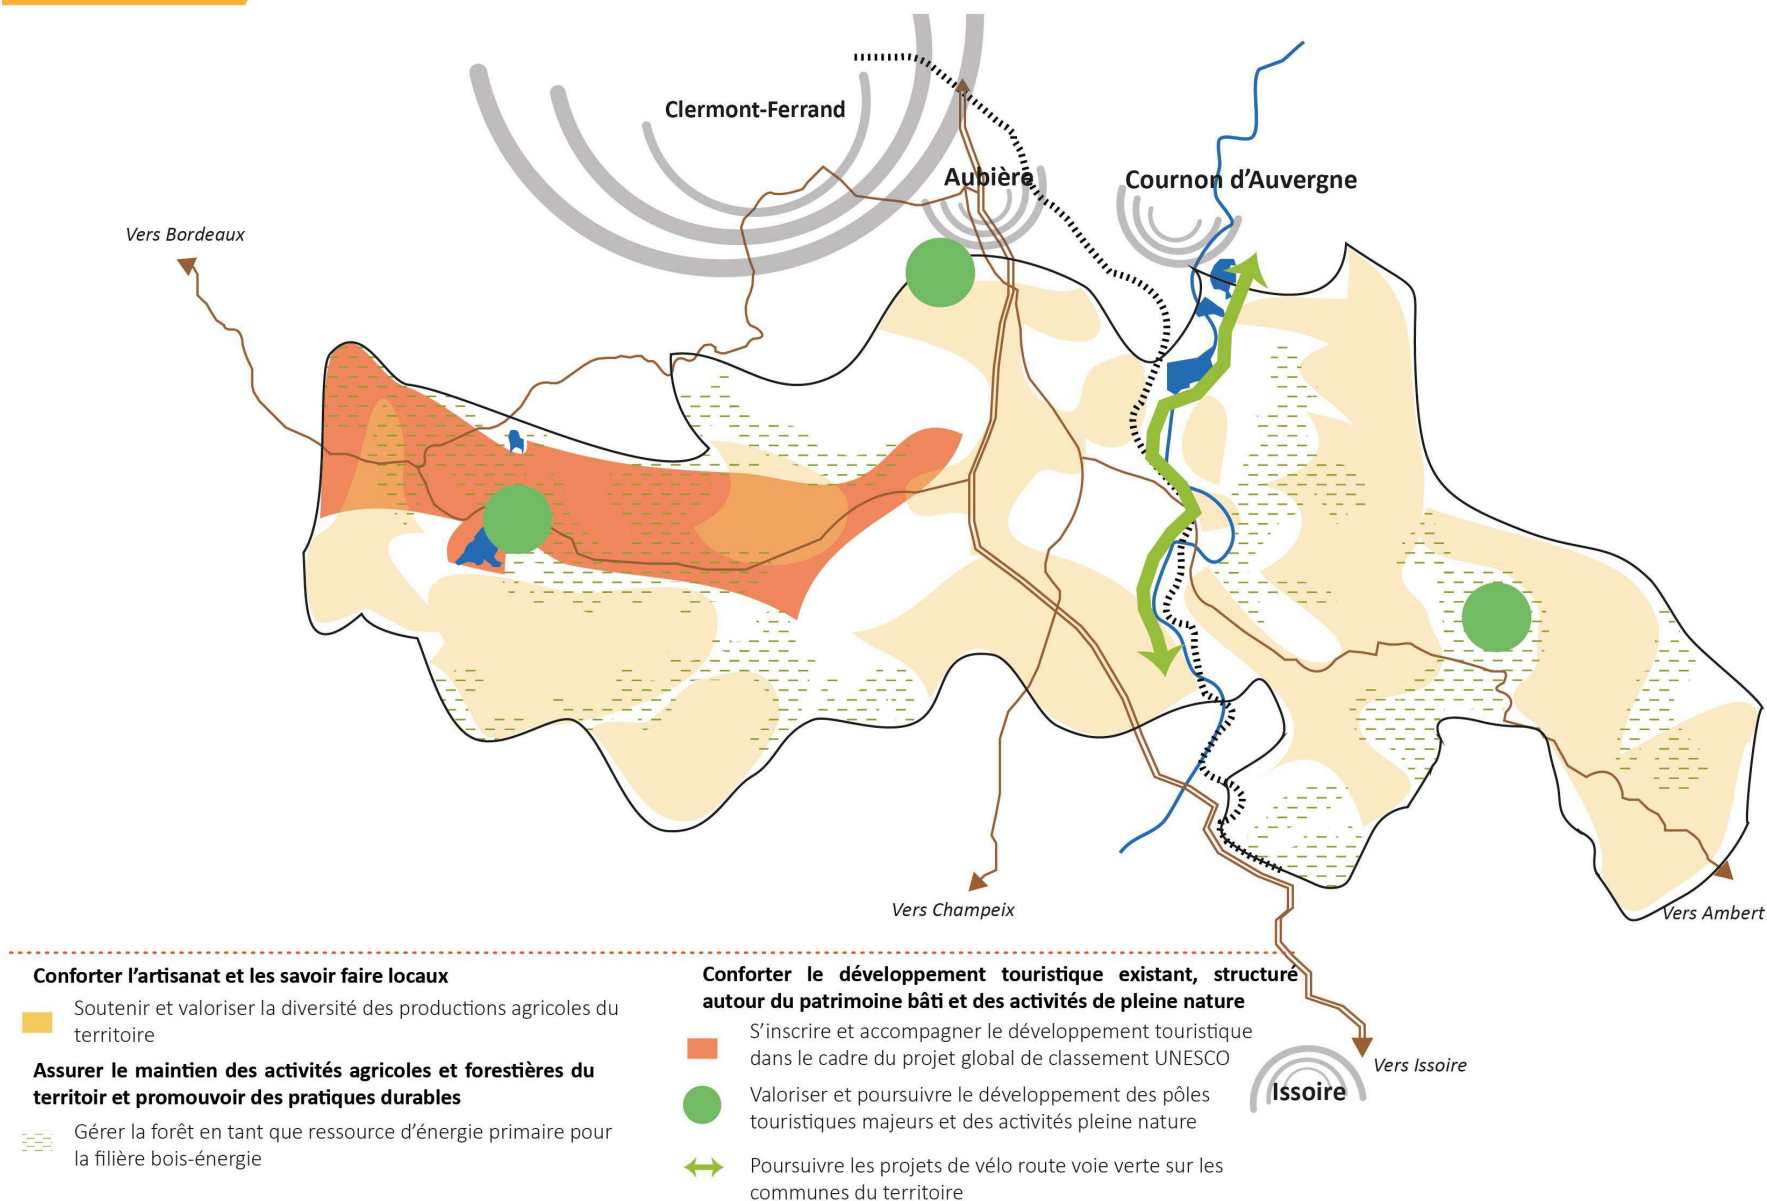 Clermont-Ferrand
Aubière
Cournon d'Auvergne
Vers Bordeaux
Vers Champeix
Vers Ambert
Vers Issoire
Issoire
Conforter l'artisanat et les savoir faire locaux
Soutenir et valoriser la diversité des productions agricoles du
territoire
Assurer le maintien des activités agricoles et forestières du
territoir et promouvoir des pratiques durables
Gérer la forêt en tant que ressource d'énergie primaire pour
la filière bois-énergie
Conforter le développement touristique existant, structuré
autour du patrimoine bâti et des activités de pleine nature
S'inscrire et accompagner le développement touristique
dans le cadre du projet global de classement UNESCO
Valoriser et poursuivre le développement des pôles
touristiques majeurs et des activités pleine nature
Poursuivre les projets de vélo route voie verte sur les
communes du territoire